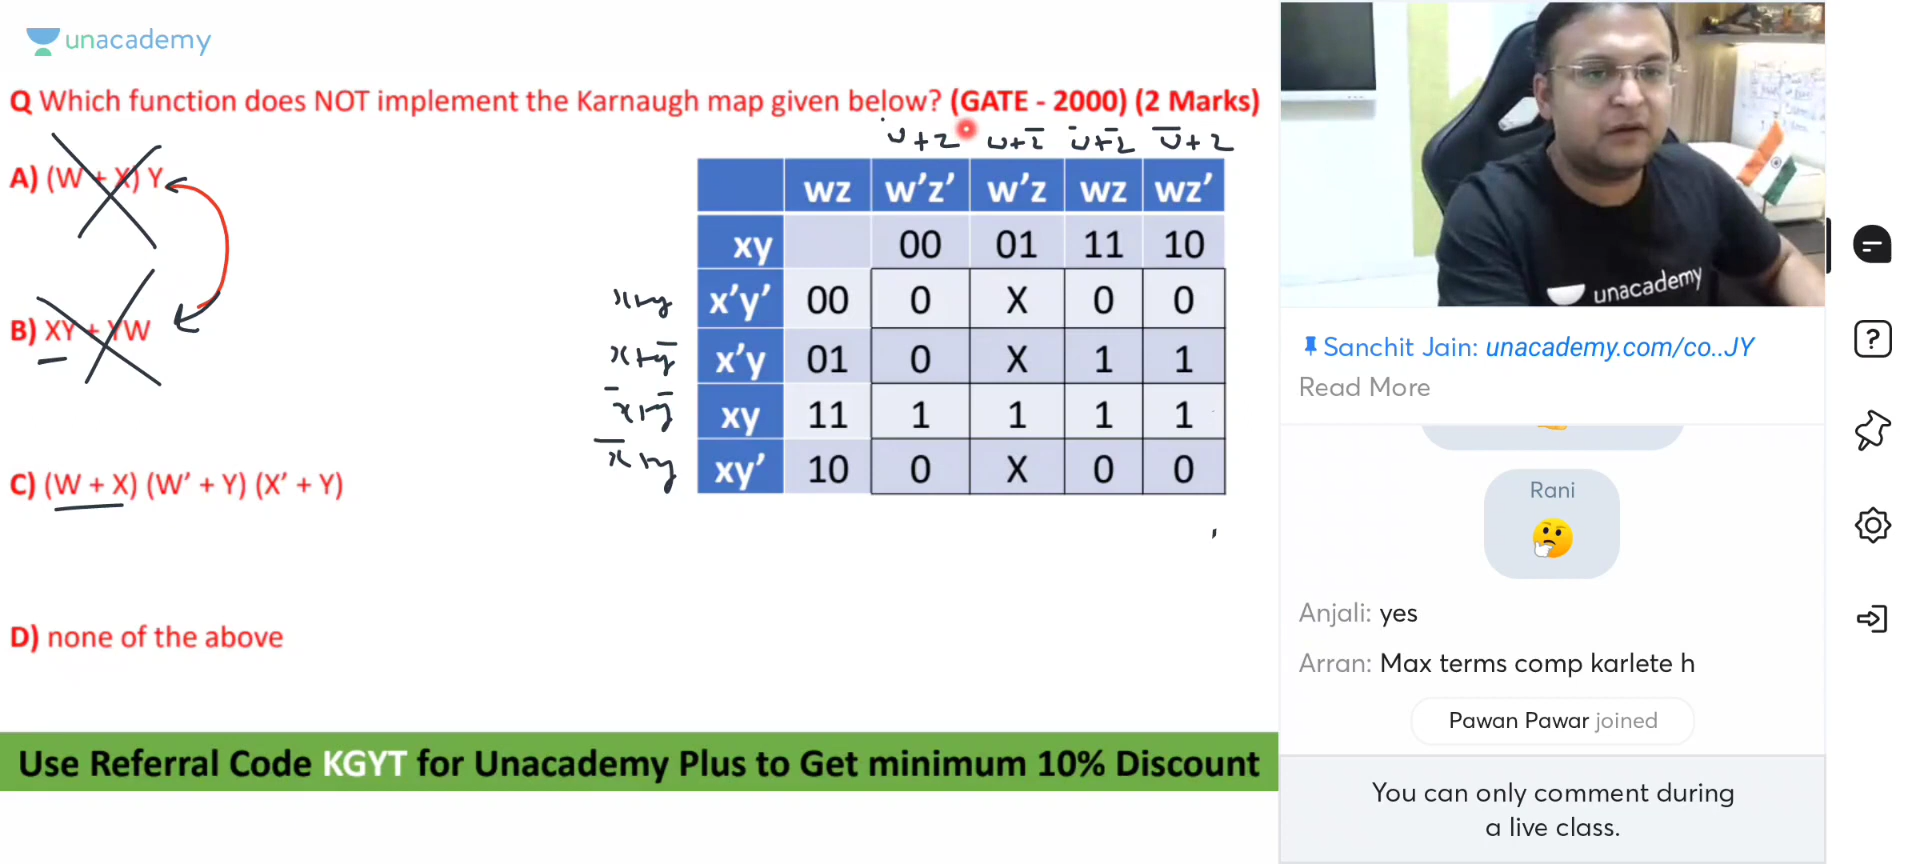 unacademy
Q Which function does NOT implement the Karnaugh map given below? (GATE - 2000) (2 Marks)
A) (W + X) Y
B) XY + YW
C) (W + X) (W’ + Y) (X’ + Y)
D) none of the above
wz w’z’ w’z wz wz’
xy 00 01 11 10
x’y’ 00 0 X 0 0
x’y 01 0 X 1 1
xy 11 1 1 1 1
xy’ 10 0 X 0 0
Use Referral Code KGYT for Unacademy Plus to Get minimum 10% Discount
unacademy
Sanchit Jain: unacademy.com/co..JY
Read More
Rani
Anjali: yes
Arran: Max terms comp karlete h
Pawan Pawar joined
You can only comment during
a live class.
?